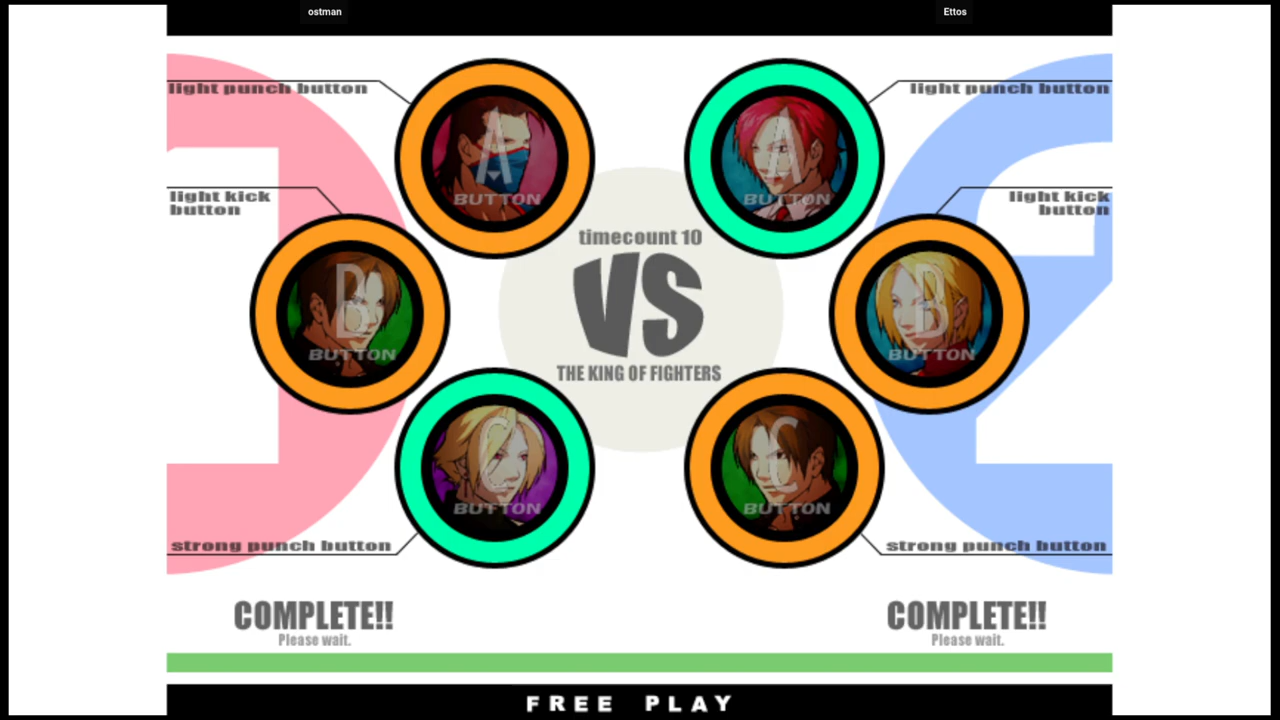 ostman
Ettos
light punch button
light punch button
A
BUTTON
A
BUTTON
light kick
button
light kick
button
timecount 10
VS
THE KING OF FIGHTERS
B
BUTTON
B
BUTTON
C
BUTTON
C
BUTTON
strong punch button
strong punch button
COMPLETE!!
Please wait.
COMPLETE!!
Please wait.
FREE PLAY